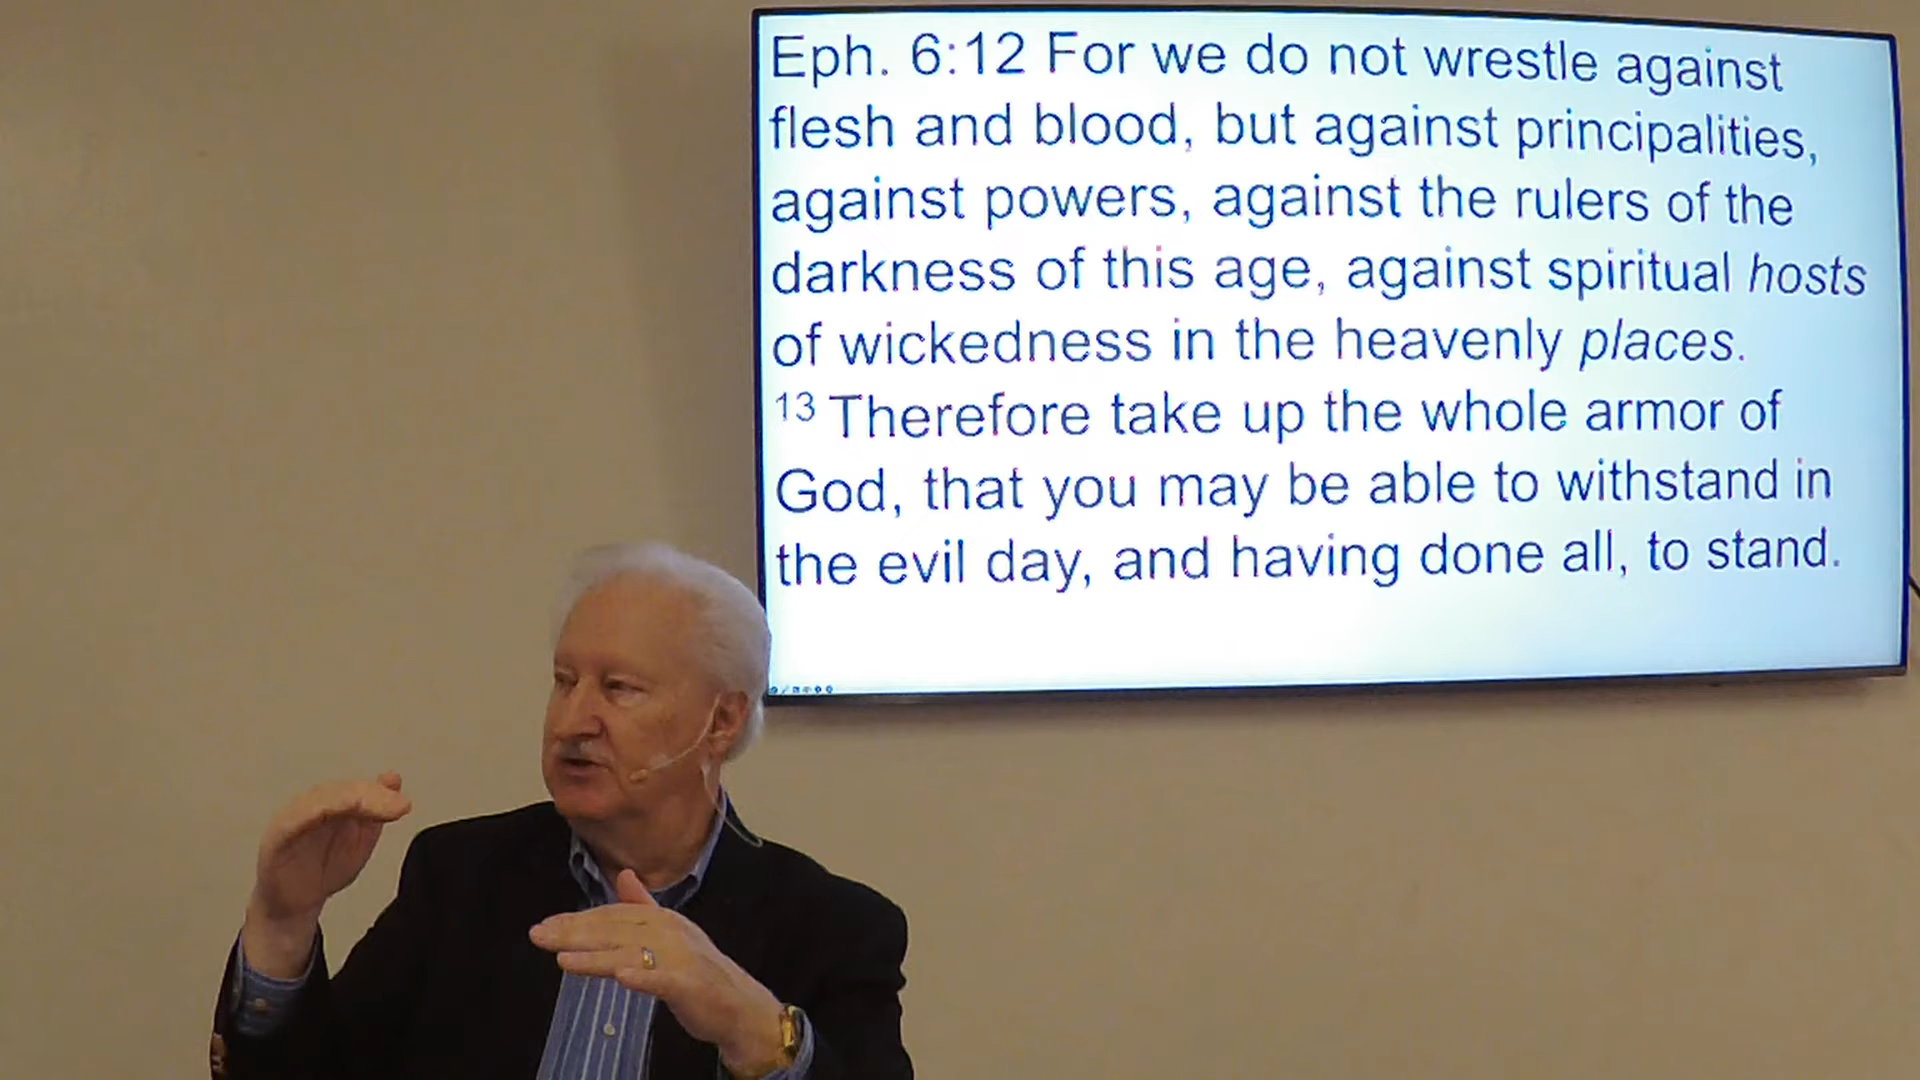 Eph. 6:12 For we do not wrestle against
flesh and blood, but against principalities,
against powers, against the rulers of the
darkness of this age, against spiritual hosts
of wickedness in the heavenly places.
13 Therefore take up the whole armor of
God, that you may be able to withstand in
the evil day, and having done all, to stand.